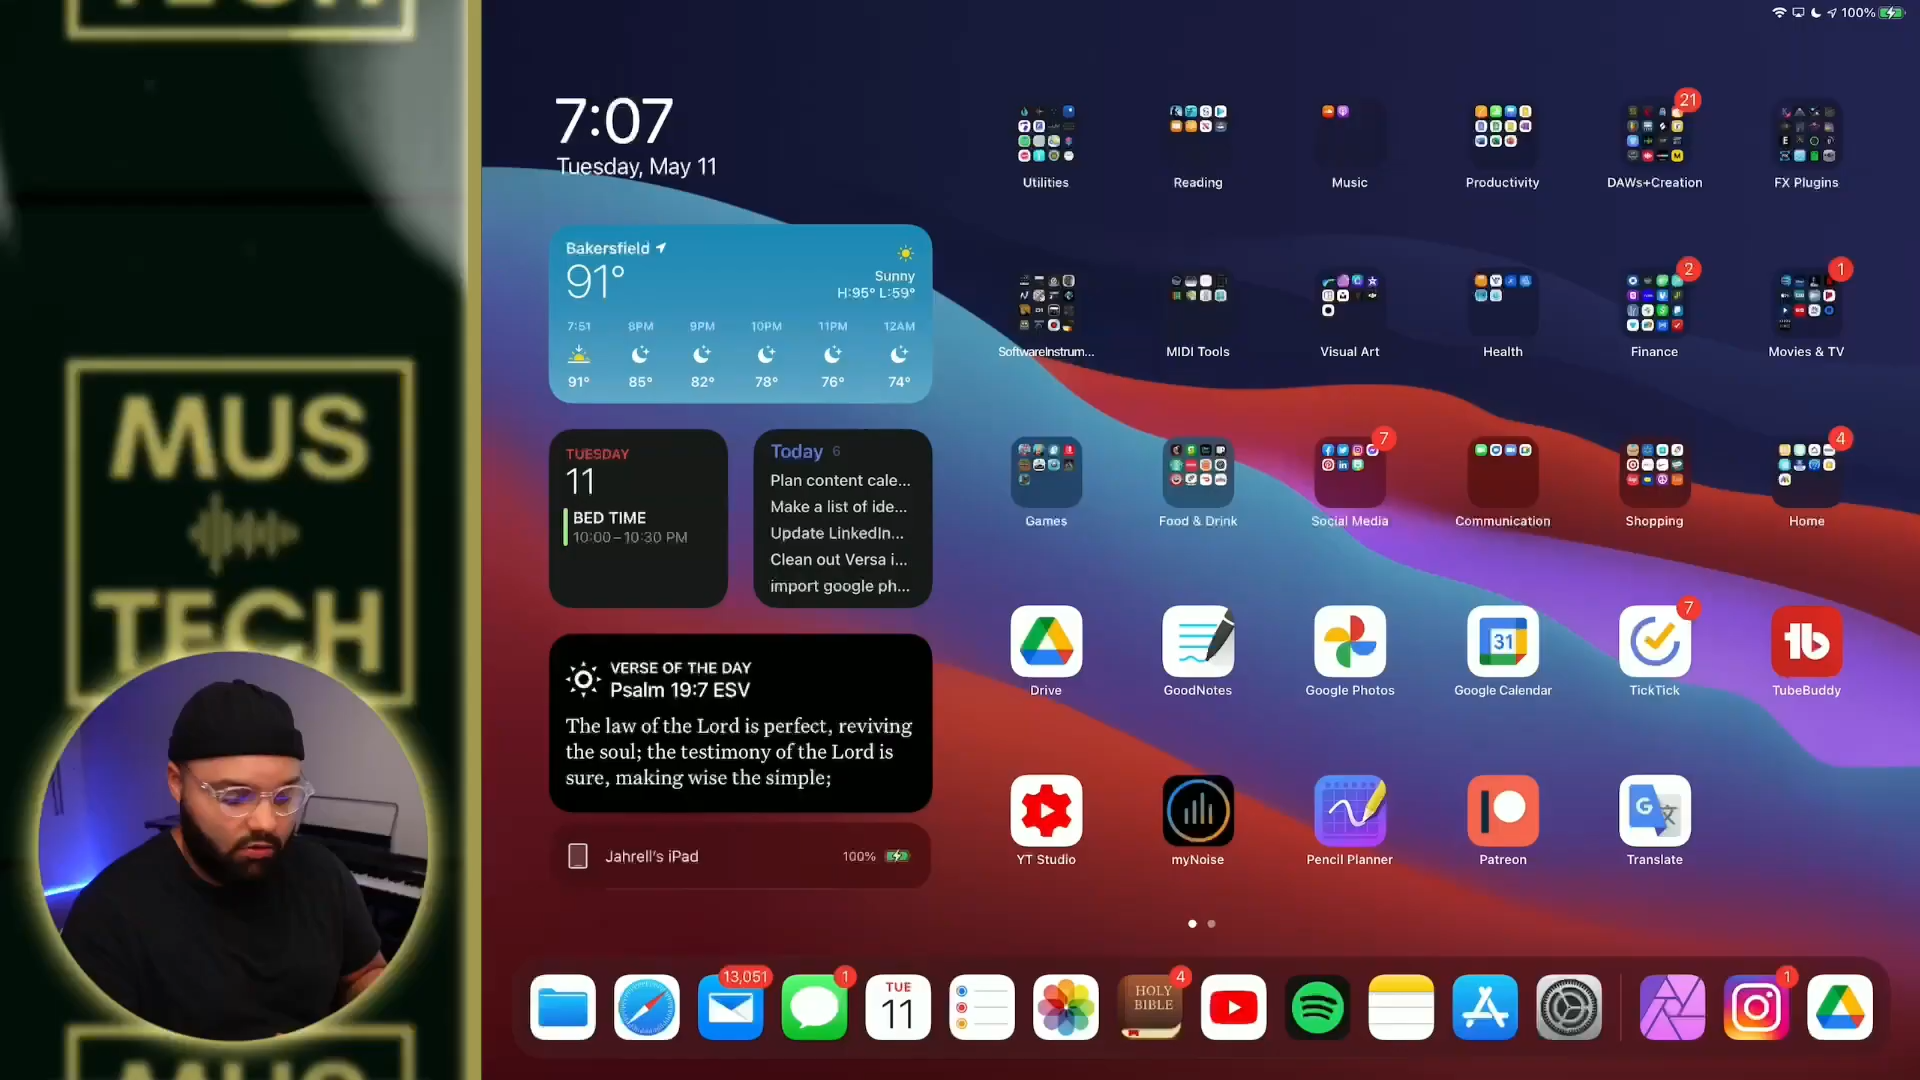 TECH
MUS
TECH
MUS
100%
7:07
Tuesday, May 11
Bakersfield
91°
Sunny
H:95° L:59°
7:51 8PM 9PM 10PM 11PM 12AM
91° 85° 82° 78° 76° 74°
TUESDAY
11
BED TIME
10:00–10:30 PM
Today 6
Plan content cale...
Make a list of ide...
Update LinkedIn...
Clean out Versa i...
import google ph...
VERSE OF THE DAY
Psalm 19:7 ESV
The law of the Lord is perfect, reviving
the soul; the testimony of the Lord is
sure, making wise the simple;
Jahrell's iPad 100%
21
Utilities Reading Music Productivity DAWs+Creation FX Plugins
2 1
SoftwareInstrum... MIDI Tools Visual Art Health Finance Movies & TV
7 4
Games Food & Drink Social Media Communication Shopping Home
7
31
tb
Drive GoodNotes Google Photos Google Calendar TickTick TubeBuddy
G
YT Studio myNoise Pencil Planner Patreon Translate
13,051 1 4 1
TUE
11
HOLY
BIBLE